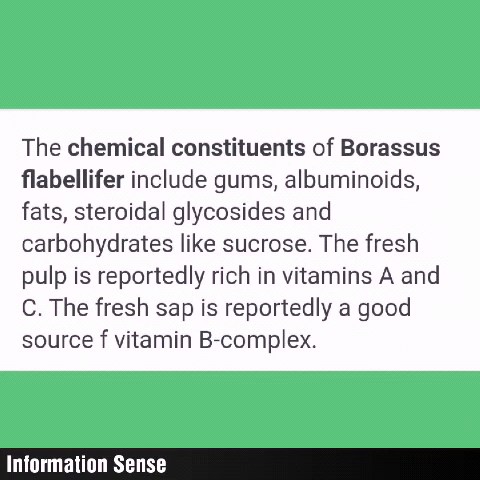 The chemical constituents of Borassus
flabellifer include gums, albuminoids,
fats, steroidal glycosides and
carbohydrates like sucrose. The fresh
pulp is reportedly rich in vitamins A and
C. The fresh sap is reportedly a good
source f vitamin B-complex.
Information Sense